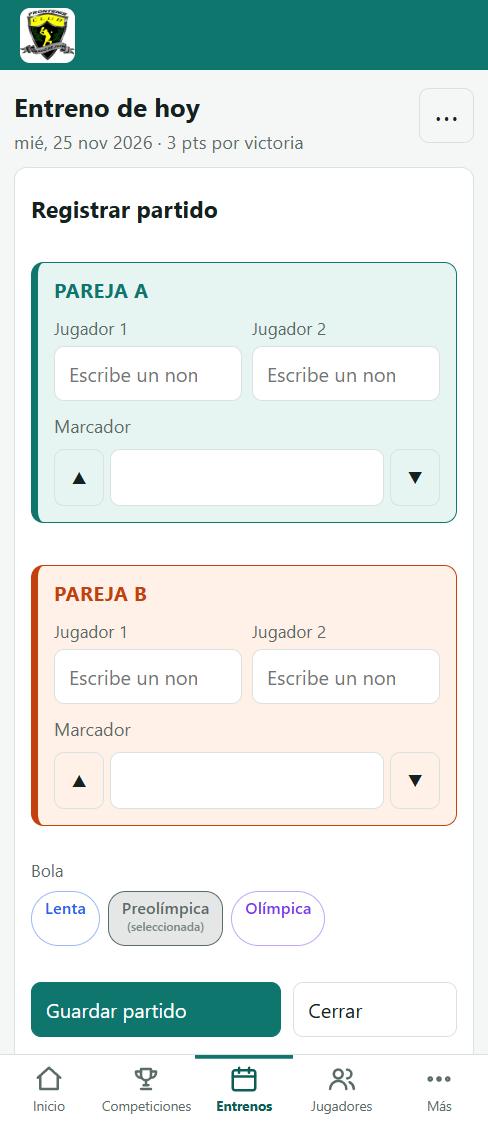 FRONTENIS
CLUB
Entreno de hoy
...
mié, 25 nov 2026 · 3 pts por victoria
Registrar partido
PAREJA A
Jugador 1 Jugador 2
Escribe un non Escribe un non
Marcador
▲ ▼
PAREJA B
Jugador 1 Jugador 2
Escribe un non Escribe un non
Marcador
▲ ▼
Bola
Lenta Preolímpica Olímpica
(seleccionada)
Guardar partido Cerrar
Inicio Competiciones Entrenos Jugadores Más